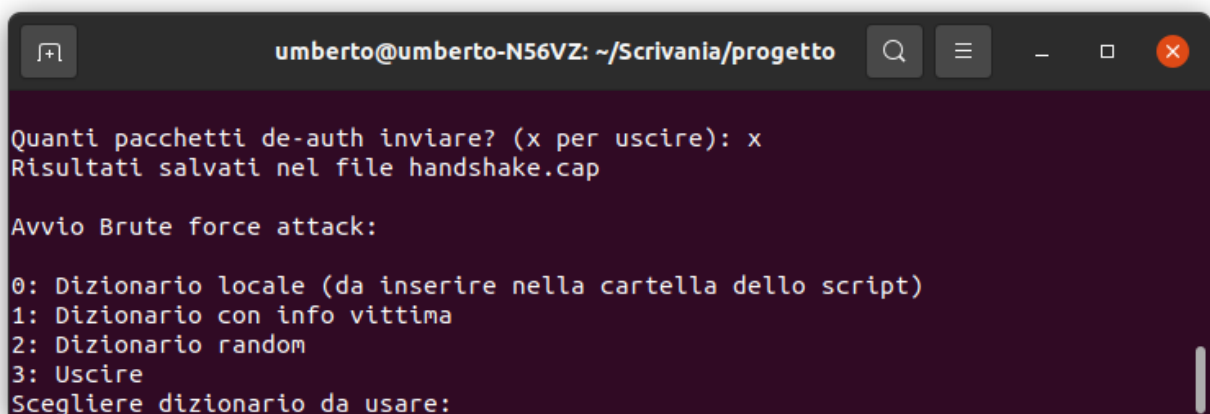 umberto@umberto-N56VZ: ~/Scrivania/progetto
Quanti pacchetti de-auth inviare? (x per uscire): x
Risultati salvati nel file handshake.cap
Avvio Brute force attack:
0: Dizionario locale (da inserire nella cartella dello script)
1: Dizionario con info vittima
2: Dizionario random
3: Uscire
Scegliere dizionario da usare: